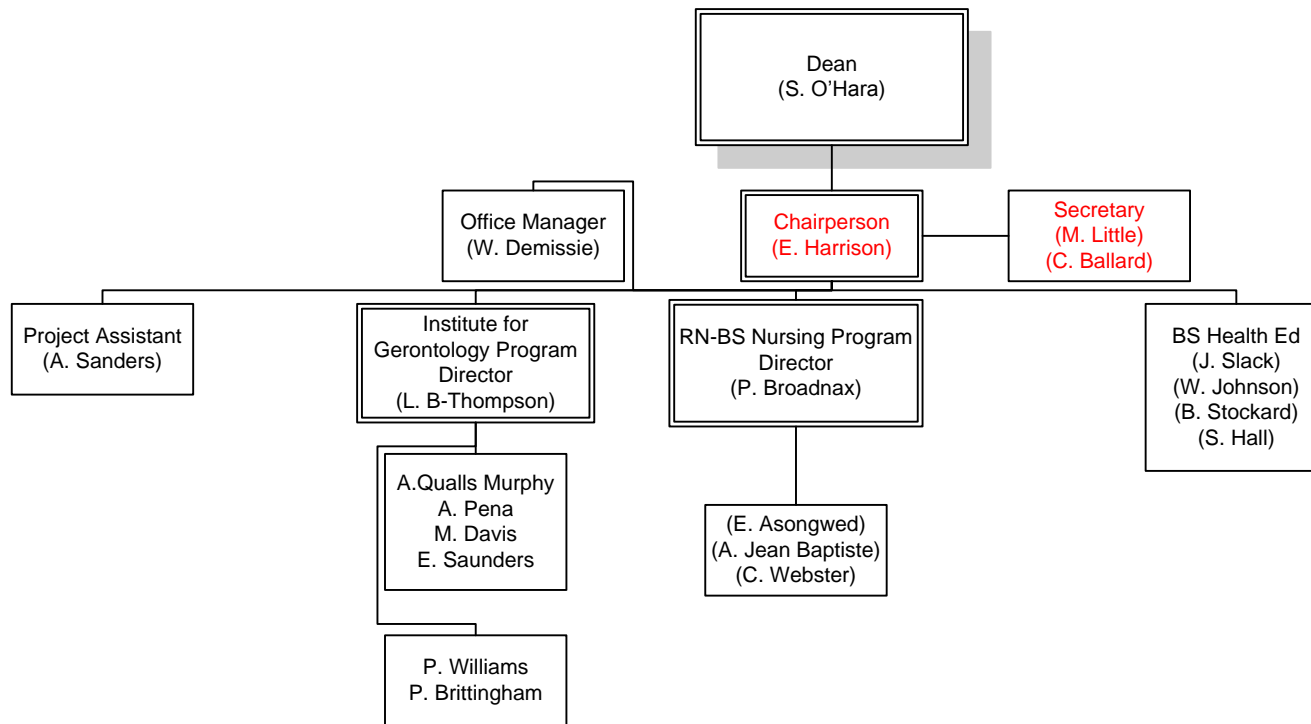 Dean
(S. O'Hara)
Office Manager
(W. Demissie)
Chairperson
(E. Harrison)
Secretary
(M. Little)
(C. Ballard)
Project Assistant
(A. Sanders)
Institute for
Gerontology Program
Director
(L. B-Thompson)
RN-BS Nursing Program
Director
(P. Broadnax)
BS Health Ed
(J. Slack)
(W. Johnson)
(B. Stockard)
(S. Hall)
A.Qualls Murphy
A. Pena
M. Davis
E. Saunders
(E. Asongwed)
(A. Jean Baptiste)
(C. Webster)
P. Williams
P. Brittingham